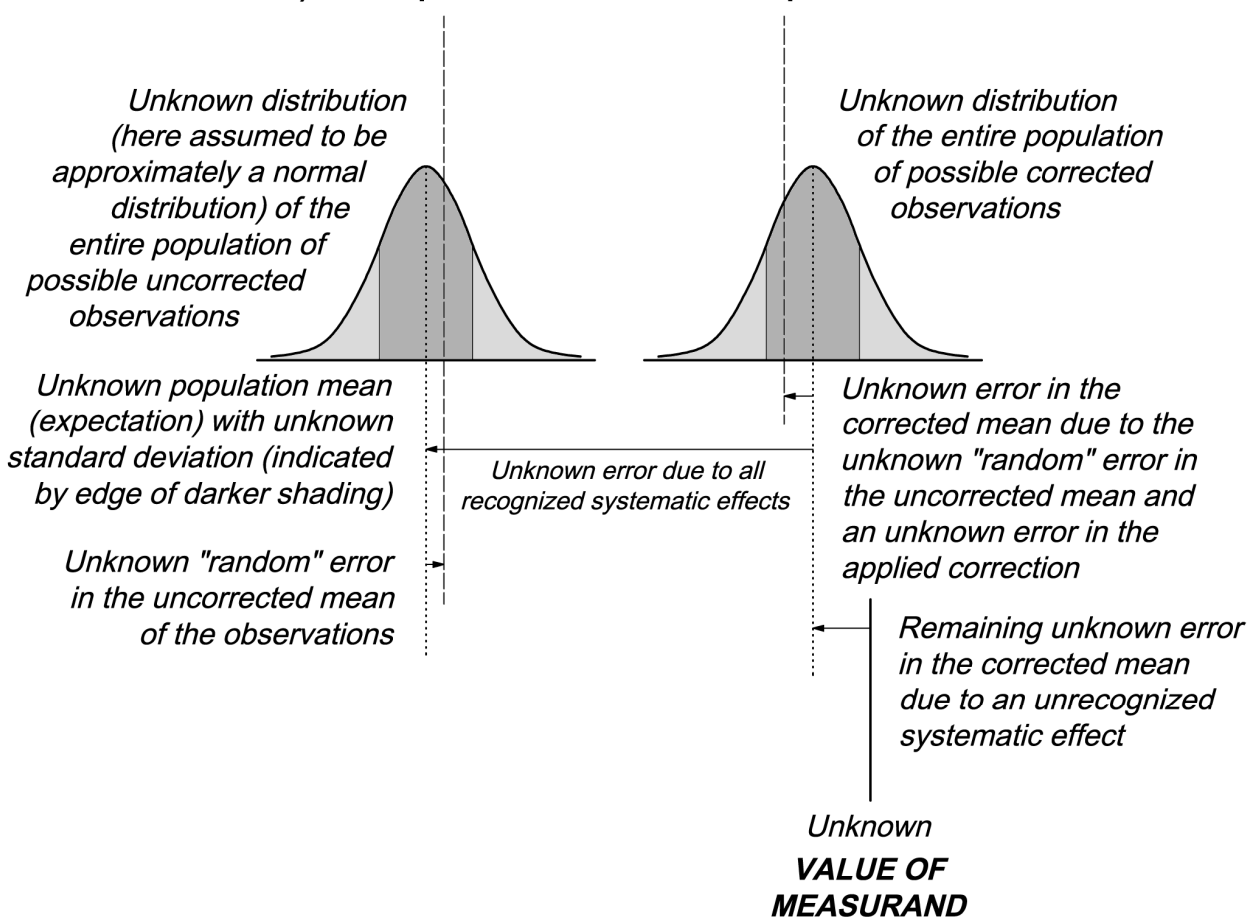 Unknown distribution
(here assumed to be
approximately a normal
distribution) of the
entire population of
possible uncorrected
observations
Unknown distribution
of the entire population
of possible corrected
observations
Unknown population mean
(expectation) with unknown
standard deviation (indicated
by edge of darker shading)
Unknown error due to all
recognized systematic effects
Unknown error in the
corrected mean due to the
unknown "random" error in
the uncorrected mean and
an unknown error in the
applied correction
Unknown "random" error
in the uncorrected mean
of the observations
Remaining unknown error
in the corrected mean
due to an unrecognized
systematic effect
Unknown
VALUE OF
MEASURAND